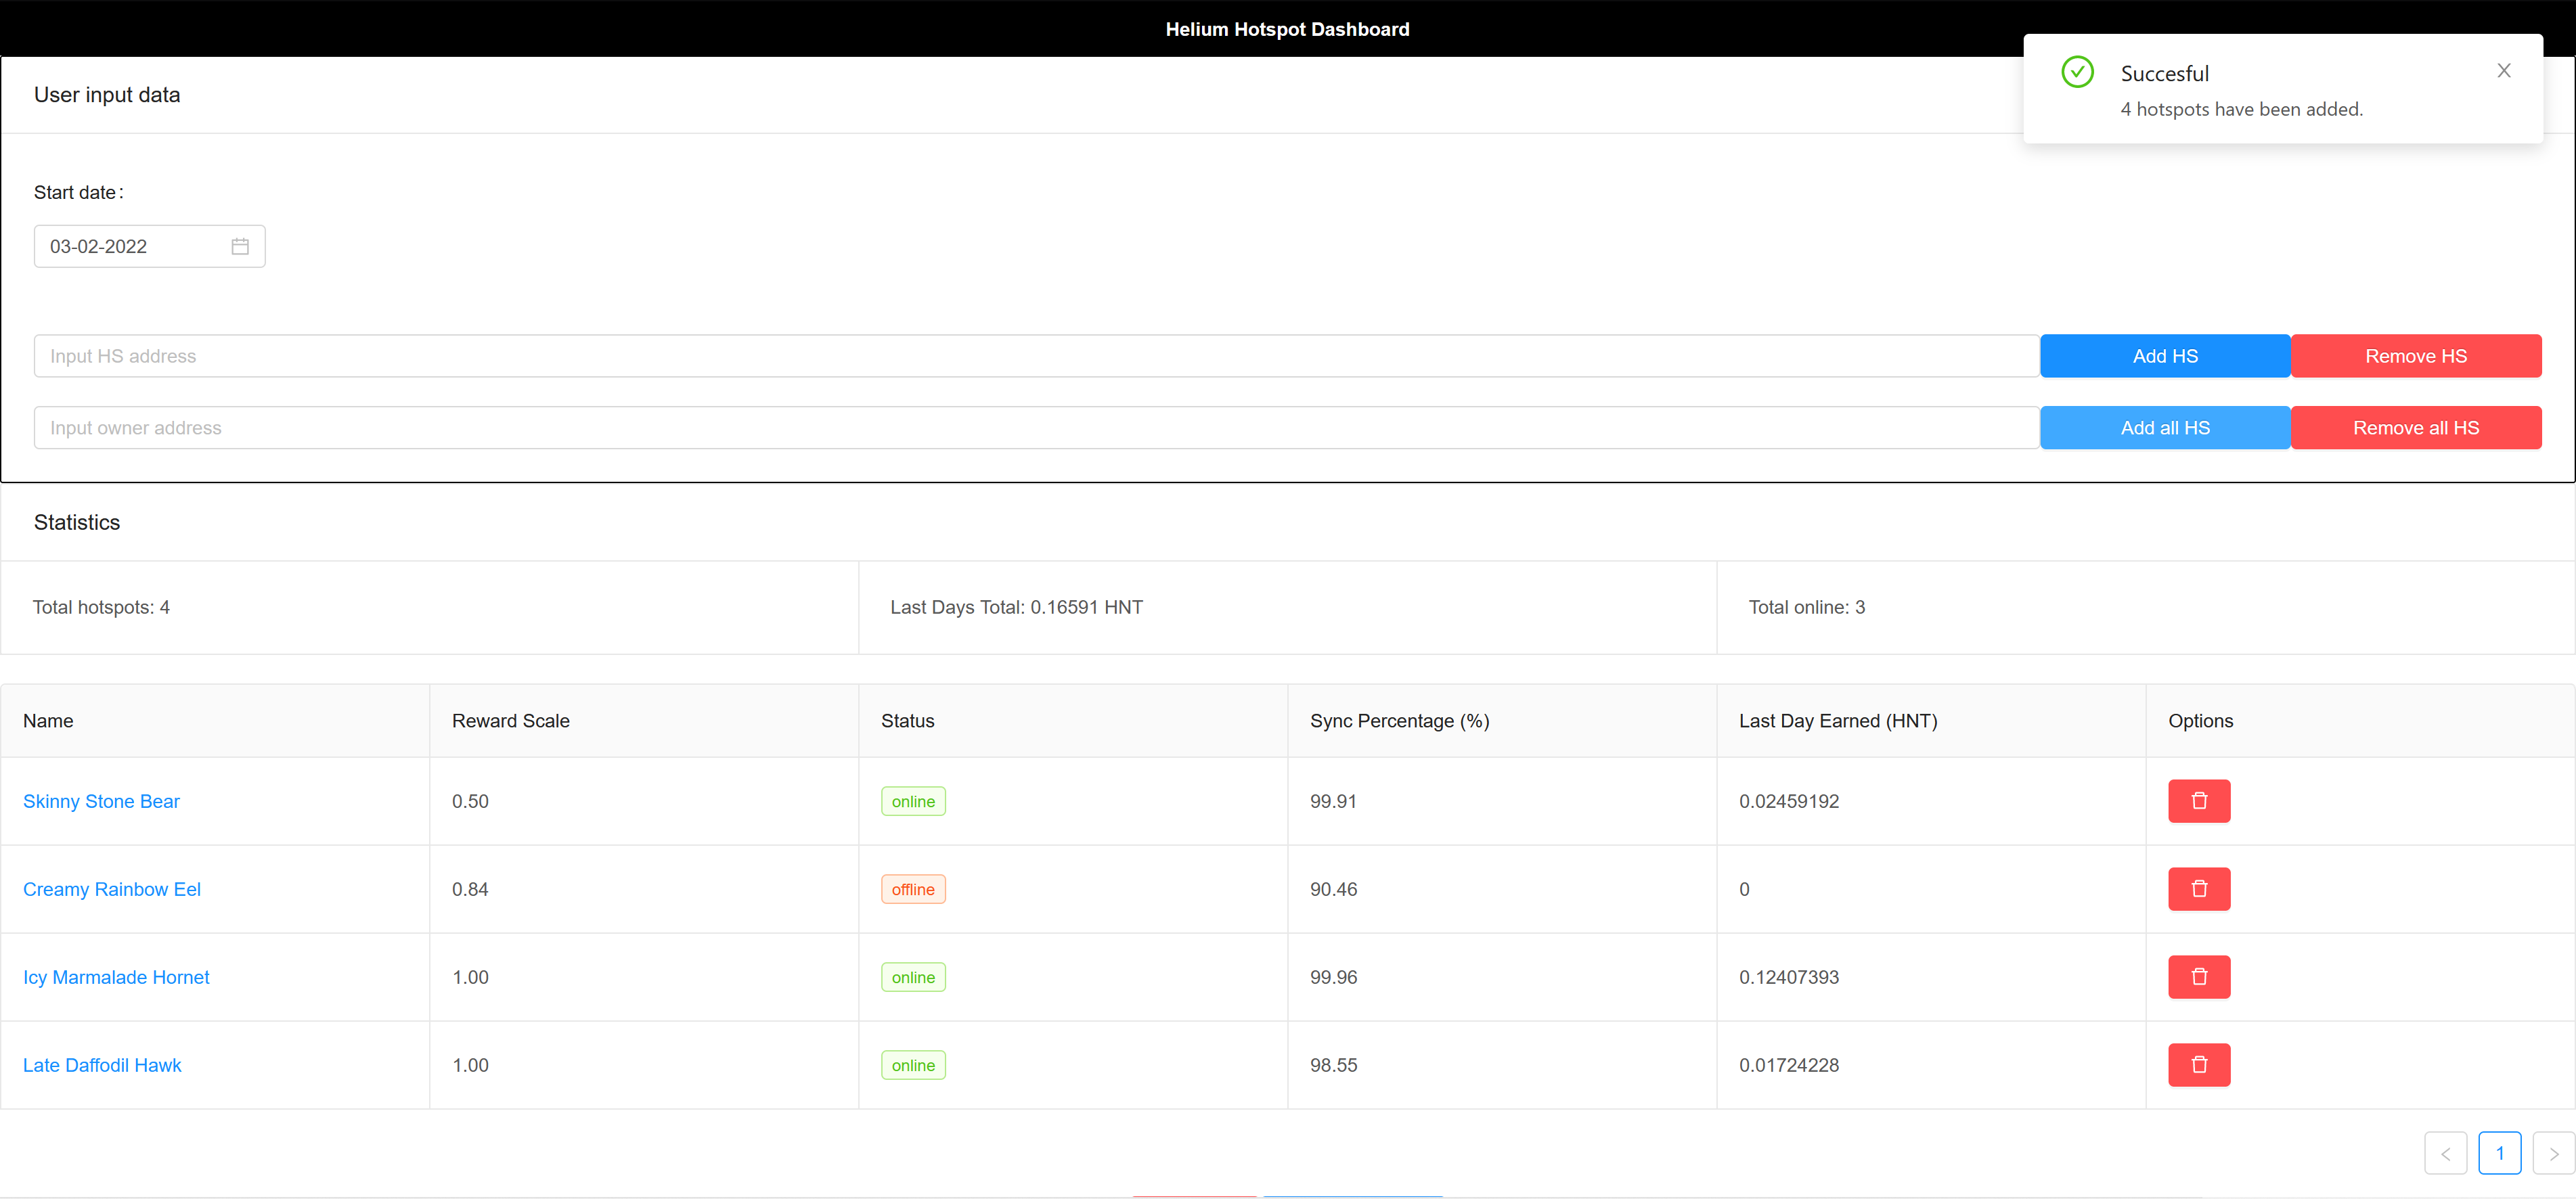 Helium Hotspot Dashboard
Succesful
4 hotspots have been added.
User input data
Start date:
03-02-2022
Input HS address Add HS Remove HS
Input owner address Add all HS Remove all HS
Statistics
Total hotspots: 4 Last Days Total: 0.16591 HNT Total online: 3
Name Reward Scale Status Sync Percentage (%) Last Day Earned (HNT) Options
Skinny Stone Bear 0.50 online 99.91 0.02459192
Creamy Rainbow Eel 0.84 offline 90.46 0
Icy Marmalade Hornet 1.00 online 99.96 0.12407393
Late Daffodil Hawk 1.00 online 98.55 0.01724228
< 1 >